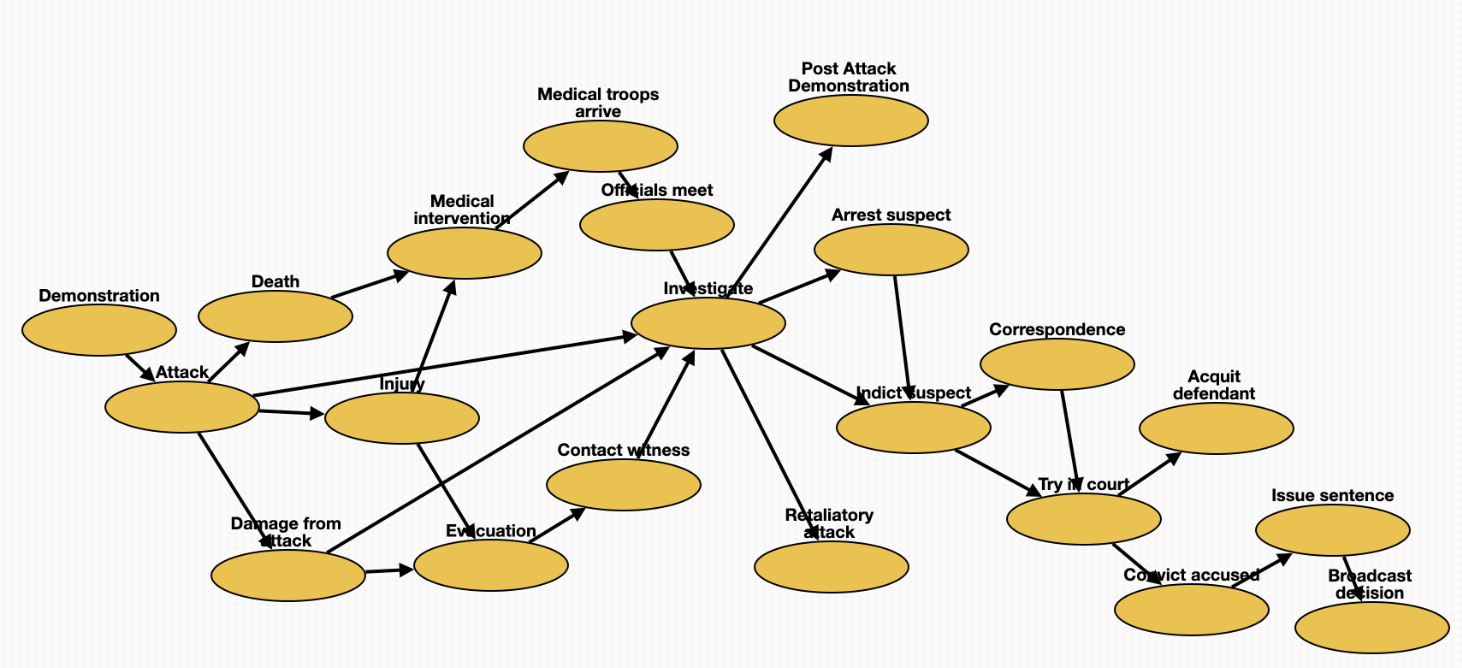 Post Attack
Demonstration
Medical troops
arrive
Officials meet
Medical
intervention
Arrest suspect
Death
Investigate
Demonstration
Correspondence
Attack
Injury
Acquit
defendant
Indict suspect
Contact witness
Try in court
Issue sentence
Retaliatory
attack
Damage from
attack
Evacuation
Convict accused
Broadcast
decision